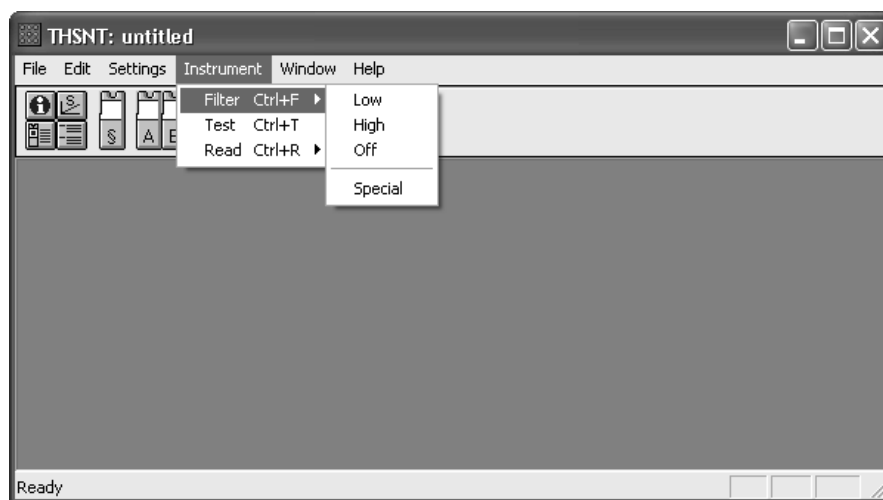 THSNT: untitled
File Edit Settings Instrument Window Help
S
§ A E
Filter Ctrl+F
Test Ctrl+T
Read Ctrl+R
Low
High
Off
Special
Ready